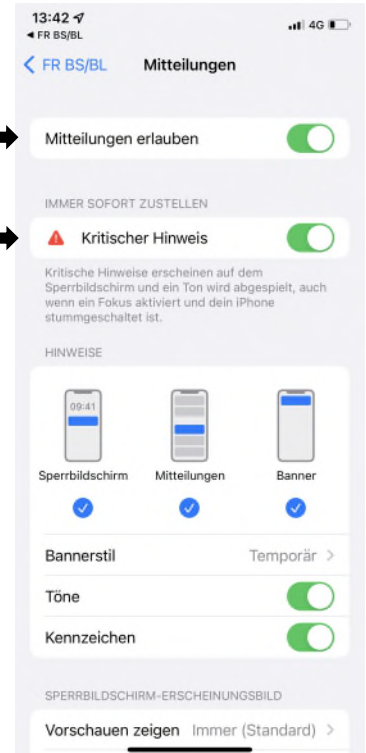 13:42
4G
FR BS/BL
FR BS/BL Mitteilungen
Mitteilungen erlauben
IMMER SOFORT ZUSTELLEN
Kritischer Hinweis
Kritische Hinweise erscheinen auf dem
Sperrbildschirm und ein Ton wird abgespielt, auch
wenn ein Fokus aktiviert und dein iPhone
stummgeschaltet ist.
HINWEISE
09:41
Sperrbildschirm Mitteilungen Banner
Bannerstil Temporär
Töne
Kennzeichen
SPERRBILDSCHIRM-ERSCHEINUNGSBILD
Vorschauen zeigen Immer (Standard)